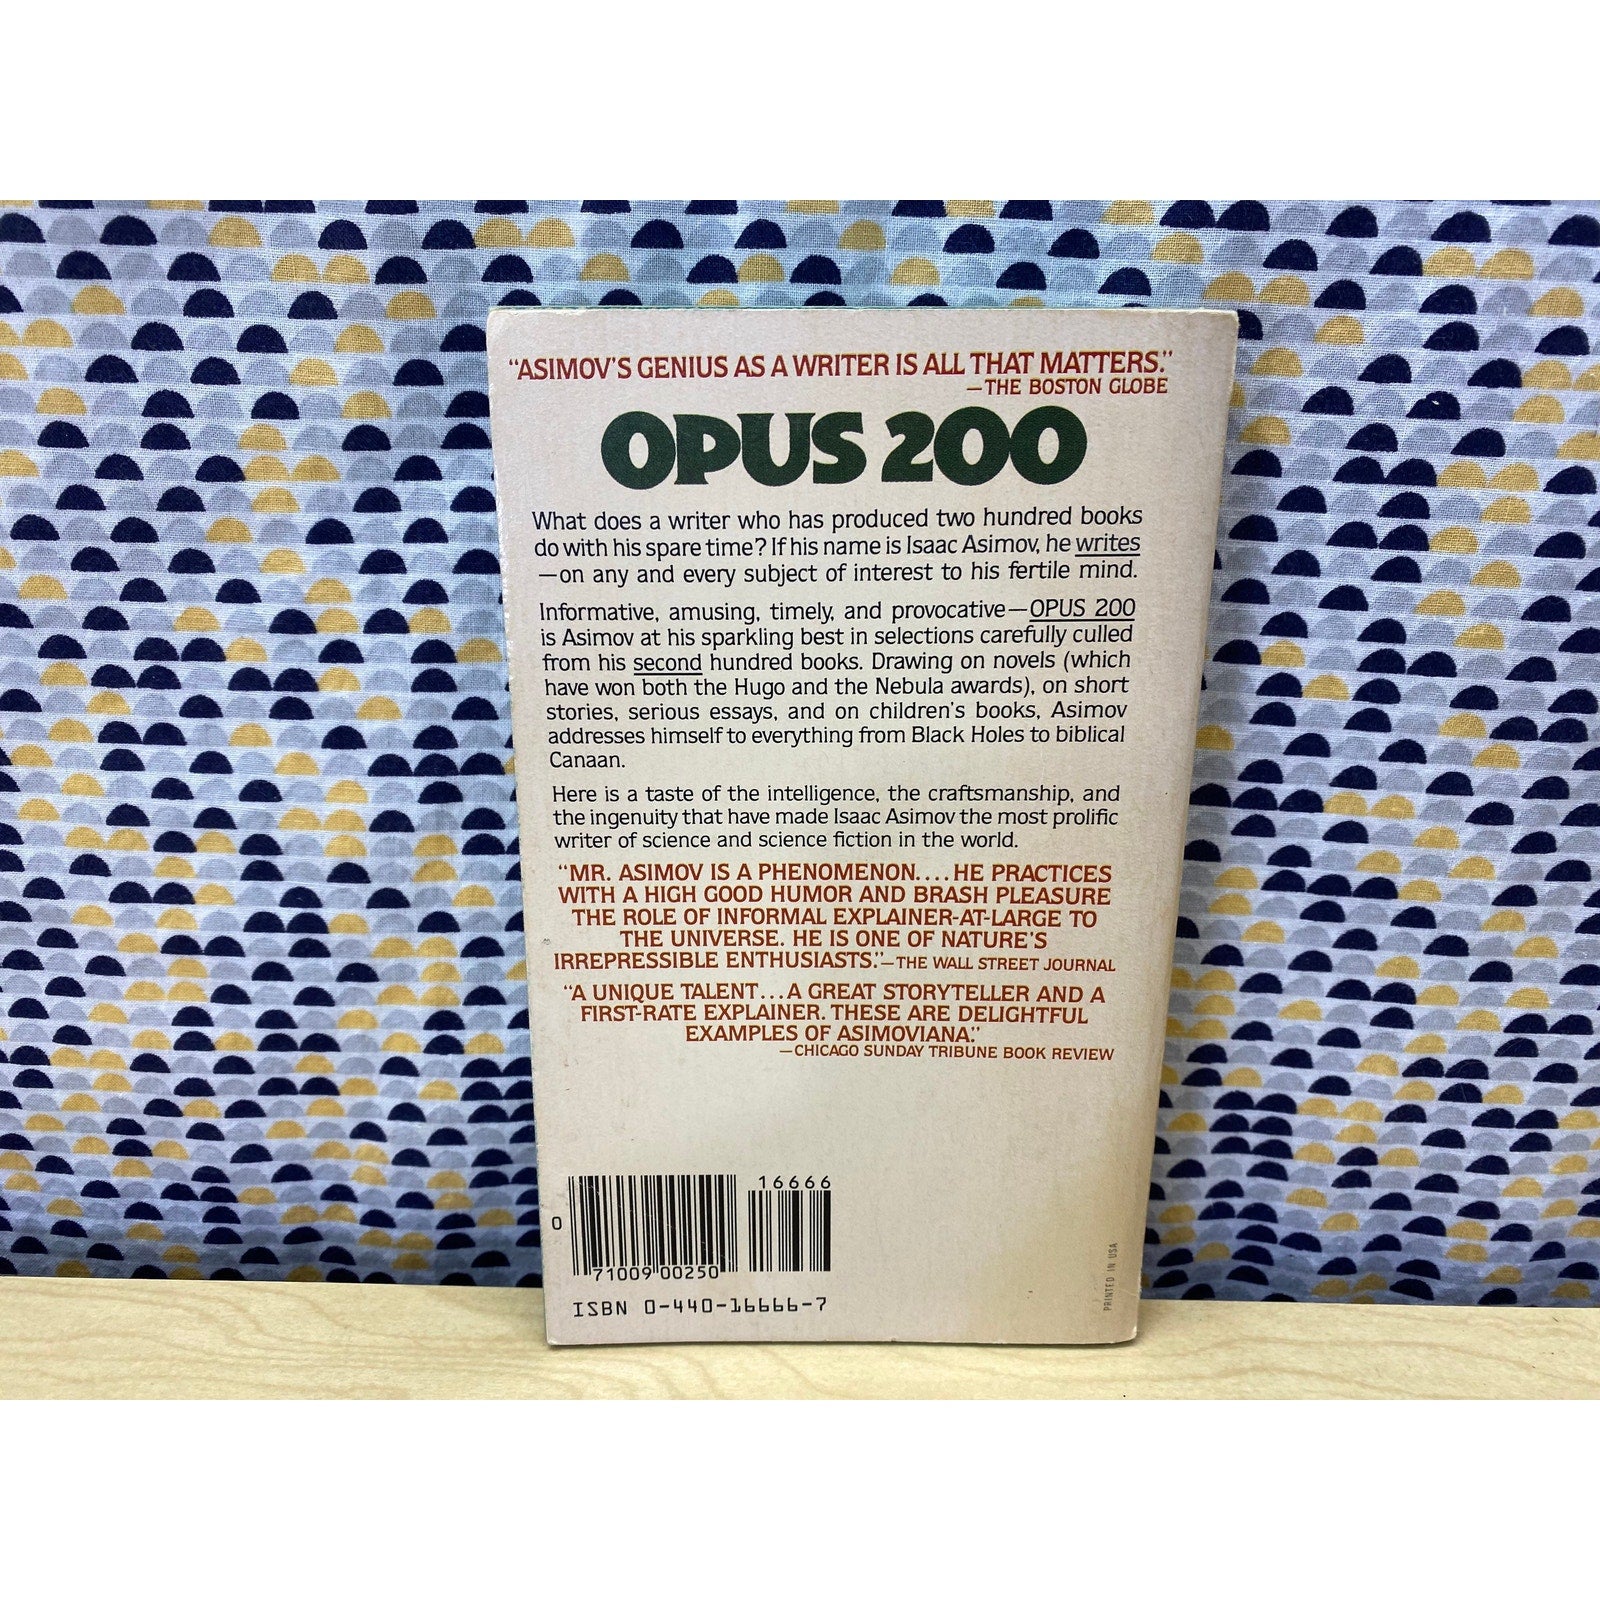 “ASIMOV’S GENIUS AS A WRITER IS ALL THAT MATTERS.”
—THE BOSTON GLOBE
OPUS 200
What does a writer who has produced two hundred books
do with his spare time? If his name is Isaac Asimov, he writes
—on any and every subject of interest to his fertile mind.
Informative, amusing, timely, and provocative—OPUS 200
is Asimov at his sparkling best in selections carefully culled
from his second hundred books. Drawing on novels (which
have won both the Hugo and the Nebula awards), on short
stories, serious essays, and on children’s books, Asimov
addresses himself to everything from Black Holes to biblical
Canaan.
Here is a taste of the intelligence, the craftsmanship, and
the ingenuity that have made Isaac Asimov the most prolific
writer of science and science fiction in the world.
“MR. ASIMOV IS A PHENOMENON....HE PRACTICES
WITH A HIGH GOOD HUMOR AND BRASH PLEASURE
THE ROLE OF INFORMAL EXPLAINER-AT-LARGE TO
THE UNIVERSE. HE IS ONE OF NATURE’S
IRREPRESSIBLE ENTHUSIASTS.”—THE WALL STREET JOURNAL
“A UNIQUE TALENT...A GREAT STORYTELLER AND A
FIRST-RATE EXPLAINER. THESE ARE DELIGHTFUL
EXAMPLES OF ASIMOVIANA.”
—CHICAGO SUNDAY TRIBUNE BOOK REVIEW
16666
0
71009 00250
ISBN 0-440-16666-7
PRINTED IN USA